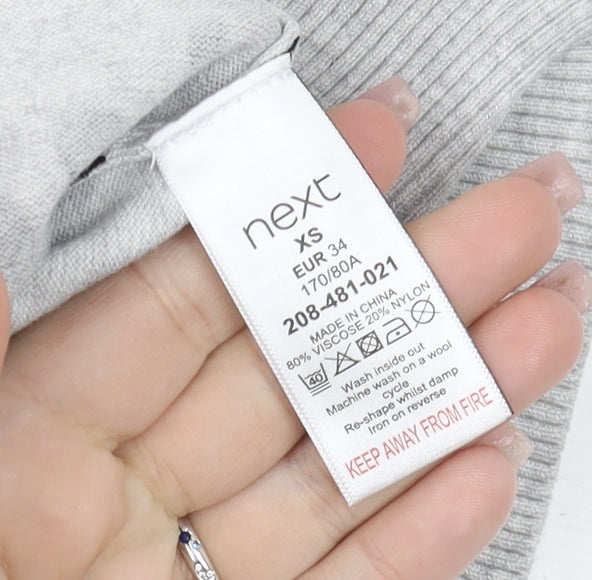 next
XS
EUR 34
170/80A
208-481-021
MADE IN CHINA
80% VISCOSE 20% NYLON
40
Wash inside out
Machine wash on a wool
cycle
Re-shape whilst damp
Iron on reverse
KEEP AWAY FROM FIRE